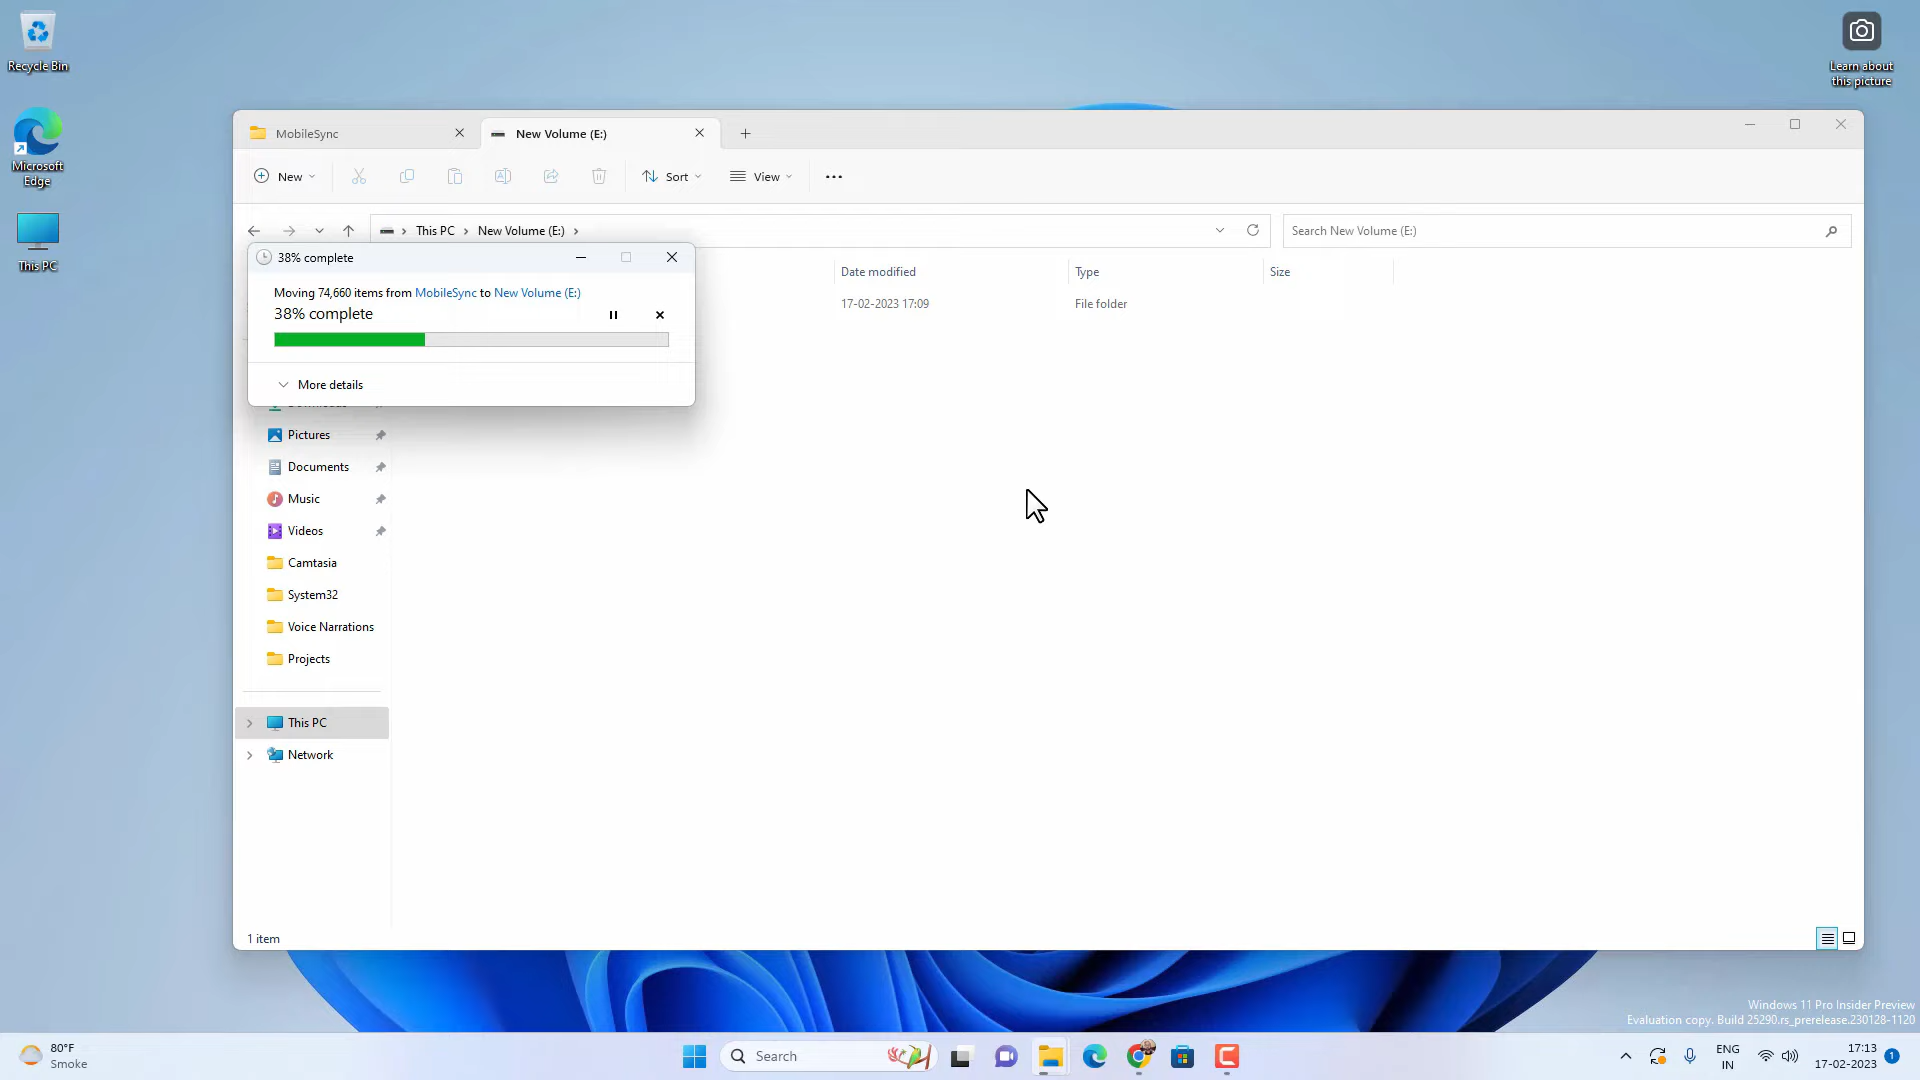 Recycle Bin
Microsoft
Edge
This PC
Learn about
this picture
MobileSync
New Volume (E:)
New
Sort
View
This PC
New Volume (E:)
Search New Volume (E:)
38% complete
Moving 74,660 items from MobileSync to New Volume (E:)
38% complete
More details
Date modified
Type
Size
17-02-2023 17:09
File folder
Pictures
Documents
Music
Videos
Camtasia
System32
Voice Narrations
Projects
This PC
Network
1 item
Windows 11 Pro Insider Preview
Evaluation copy. Build 25290.rs_prerelease.230128-1120
80°F
Smoke
Search
ENG
IN
17:13
17-02-2023
1